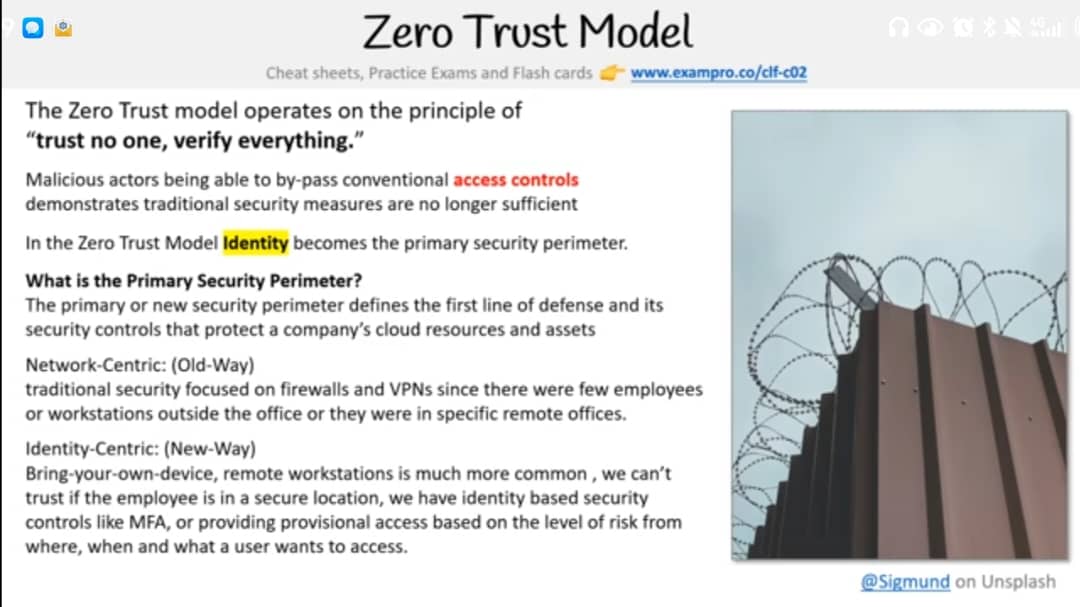 Zero Trust Model
Cheat sheets, Practice Exams and Flash cards 👉 www.exampro.co/clf-c02
The Zero Trust model operates on the principle of
“trust no one, verify everything.”
Malicious actors being able to by-pass conventional access controls
demonstrates traditional security measures are no longer sufficient
In the Zero Trust Model Identity becomes the primary security perimeter.
What is the Primary Security Perimeter?
The primary or new security perimeter defines the first line of defense and its
security controls that protect a company’s cloud resources and assets
Network-Centric: (Old-Way)
traditional security focused on firewalls and VPNs since there were few employees
or workstations outside the office or they were in specific remote offices.
Identity-Centric: (New-Way)
Bring-your-own-device, remote workstations is much more common , we can’t
trust if the employee is in a secure location, we have identity based security
controls like MFA, or providing provisional access based on the level of risk from
where, when and what a user wants to access.
@Sigmund on Unsplash